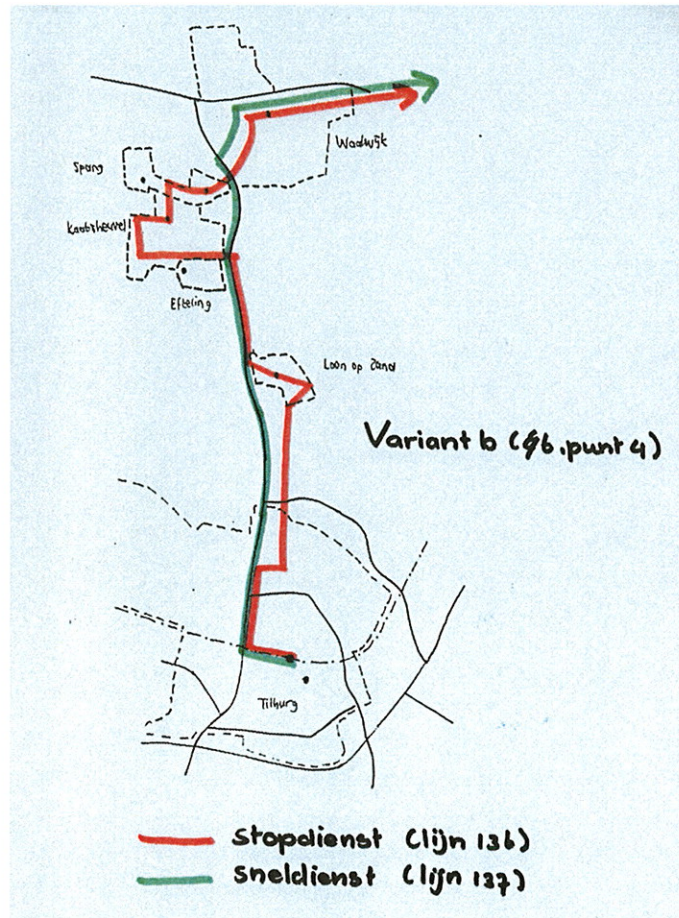 Waalwijk
Sprang
Kaatsheuvel
Efteling
Loon op Zand
Variant b (§6.punt 4)
Tilburg
Stopdienst (lijn 136)
Sneldienst (lijn 137)